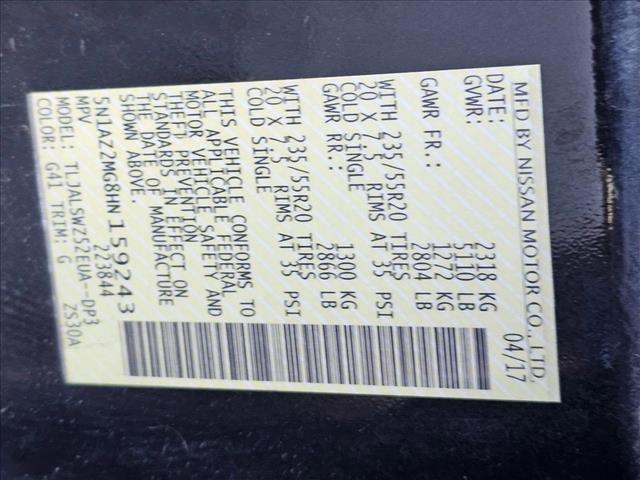 MFD BY NISSAN MOTOR CO., LTD.
DATE: 04/17
GVWR: 2318 KG
5110 LB
GAWR FR.: 1272 KG
2804 LB
WITH 235/55R20 TIRES
20 X 7.5 RIMS AT 35 PSI
COLD SINGLE
GAWR RR.: 1300 KG
2866 LB
WITH 235/55R20 TIRES
20 X 7.5 RIMS AT 35 PSI
COLD SINGLE
THIS VEHICLE CONFORMS TO
ALL APPLICABLE FEDERAL
MOTOR VEHICLE SAFETY AND
THEFT PREVENTION
STANDARDS IN EFFECT ON
THE DATE OF MANUFACTURE
SHOWN ABOVE.
5N1AZ2MG8HN159243
MPV 223844
MODEL: TLJALSWZ52EUA--DP3
COLOR: G41 TRIM: G ZS30A